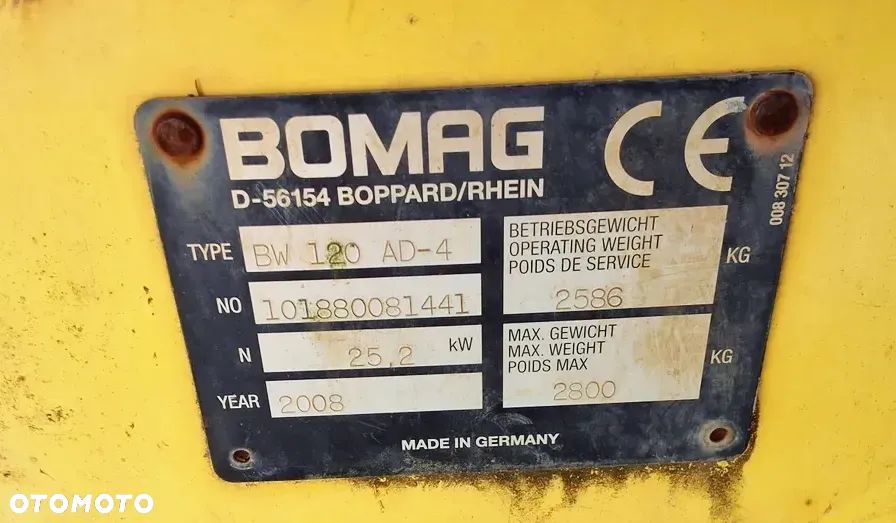 BOMAG
CE
D-56154 BOPPARD/RHEIN
008 307 12
TYPE BW 120 AD-4
NO 101880081441
N 25,2 kW
YEAR 2008
BETRIEBSGEWICHT
OPERATING WEIGHT
POIDS DE SERVICE
2586 KG
MAX. GEWICHT
MAX. WEIGHT
POIDS MAX
2800 KG
MADE IN GERMANY
OTOMOTO